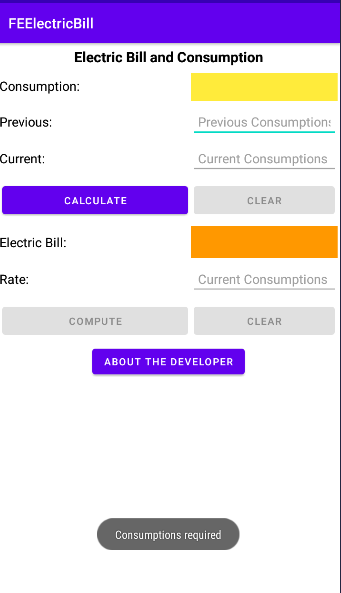 FEElectricBill
Electric Bill and Consumption
Consumption:
Previous: Previous Consumptions
Current: Current Consumptions
CALCULATE CLEAR
Electric Bill:
Rate: Current Consumptions
COMPUTE CLEAR
ABOUT THE DEVELOPER
Consumptions required